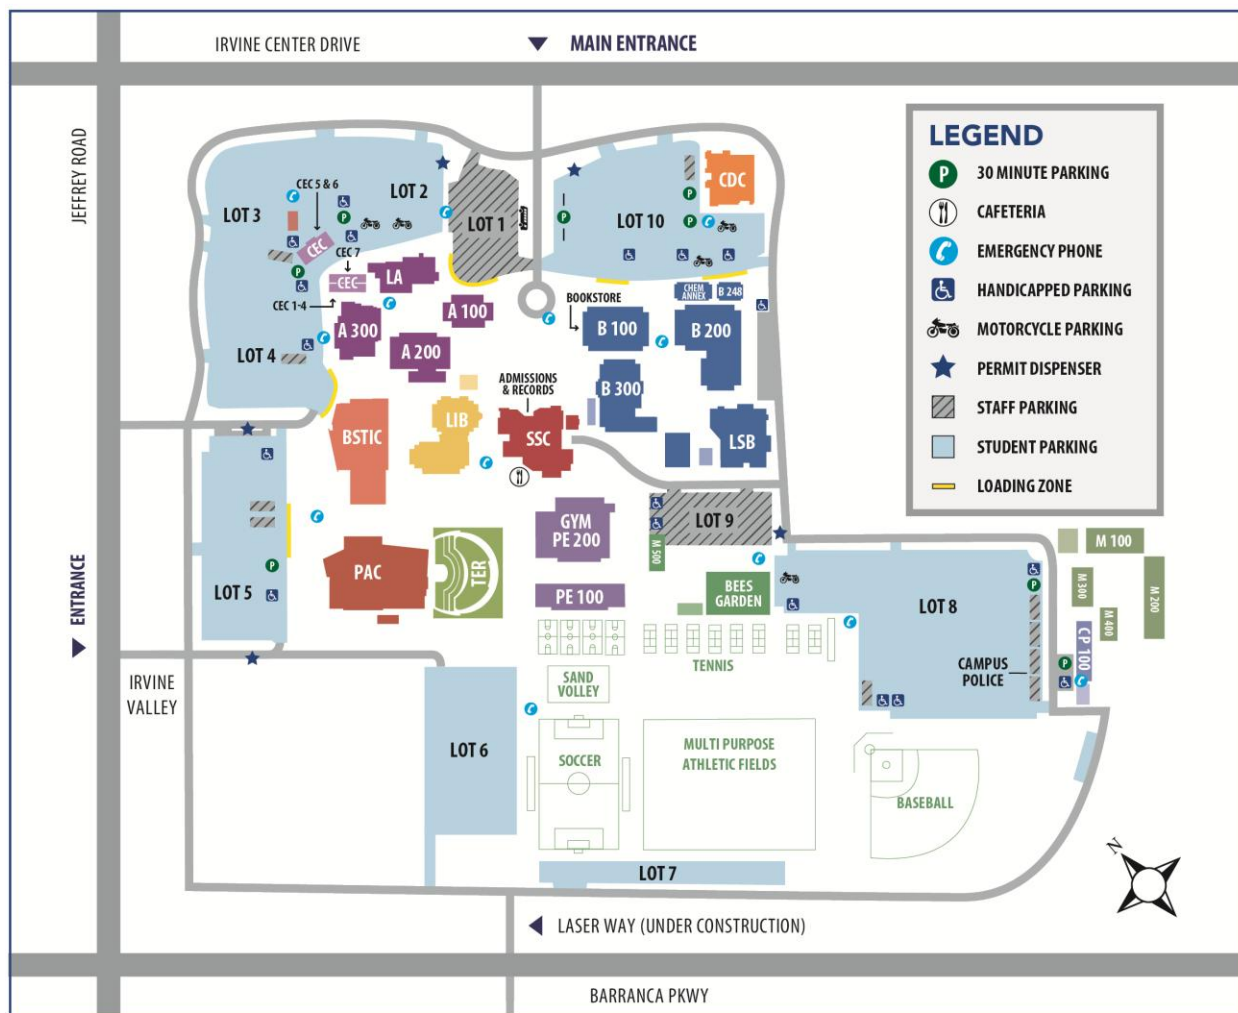 IRVINE CENTER DRIVE
MAIN ENTRANCE
JEFFREY ROAD
LEGEND
P 30 MINUTE PARKING
CAFETERIA
EMERGENCY PHONE
HANDICAPPED PARKING
MOTORCYCLE PARKING
PERMIT DISPENSER
STAFF PARKING
STUDENT PARKING
LOADING ZONE
CEC 5 & 6
LOT 2
LOT 3
LOT 1
LOT 10
CDC
P
P
P
P
P
CEC
CEC 7
CEC
LA
CEC 1-4
A 100
A 300
A 200
LOT 4
BOOKSTORE
CHEM
ANNEX
B 248
B 100
B 200
B 300
ADMISSIONS
& RECORDS
LIB
SSC
LSB
BSTIC
GYM
PE 200
LOT 9
M 500
PAC
TER
PE 100
BEES
GARDEN
LOT 5
P
ENTRANCE
IRVINE
VALLEY
LOT 8
P
M 100
M 200
M 300
M 400
CP 100
P
CAMPUS
POLICE
TENNIS
SAND
VOLLEY
LOT 6
SOCCER
MULTI PURPOSE
ATHLETIC FIELDS
BASEBALL
LOT 7
N
LASER WAY (UNDER CONSTRUCTION)
BARRANCA PKWY